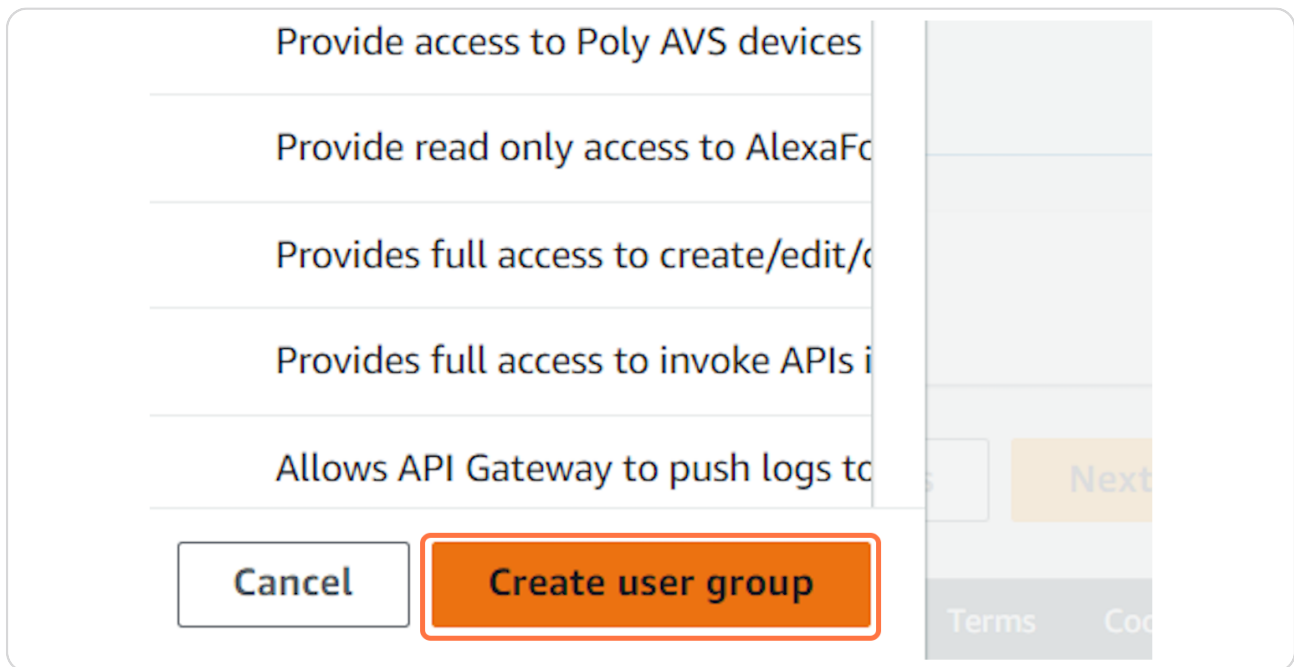 Provide access to Poly AVS devices
Provide read only access to AlexaFo
Provides full access to create/edit/d
Provides full access to invoke APIs i
Allows API Gateway to push logs to
s
Next
Cancel
Create user group
Terms
Coo